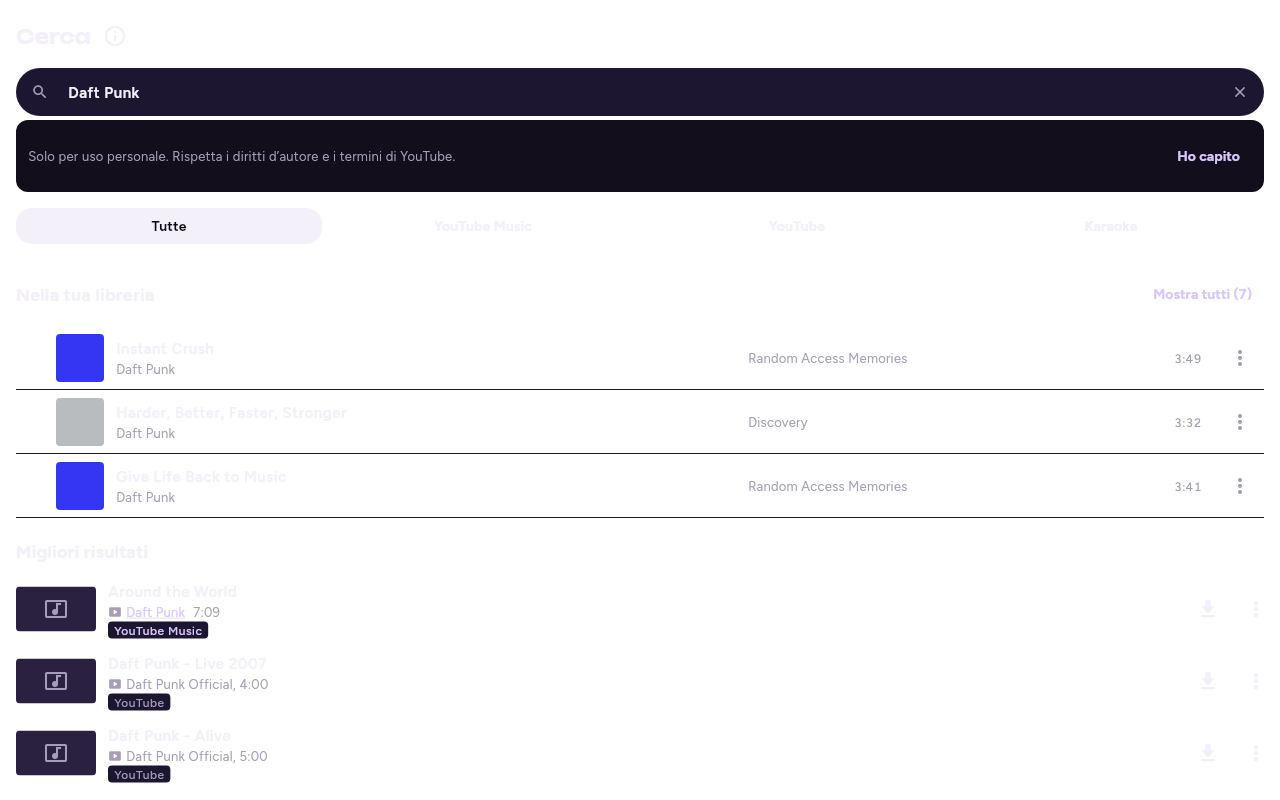 Cerca
Daft Punk
Solo per uso personale. Rispetta i diritti d’autore e i termini di YouTube.
Ho capito
Tutte
YouTube Music
YouTube
Karaoke
Nella tua libreria
Mostra tutti (7)
Instant Crush
Daft Punk
Random Access Memories
3:49
Harder, Better, Faster, Stronger
Daft Punk
Discovery
3:32
Give Life Back to Music
Daft Punk
Random Access Memories
3:41
Migliori risultati
Around the World
Daft Punk 7:09
YouTube Music
Daft Punk - Live 2007
Daft Punk Official, 4:00
YouTube
Daft Punk - Alive
Daft Punk Official, 5:00
YouTube